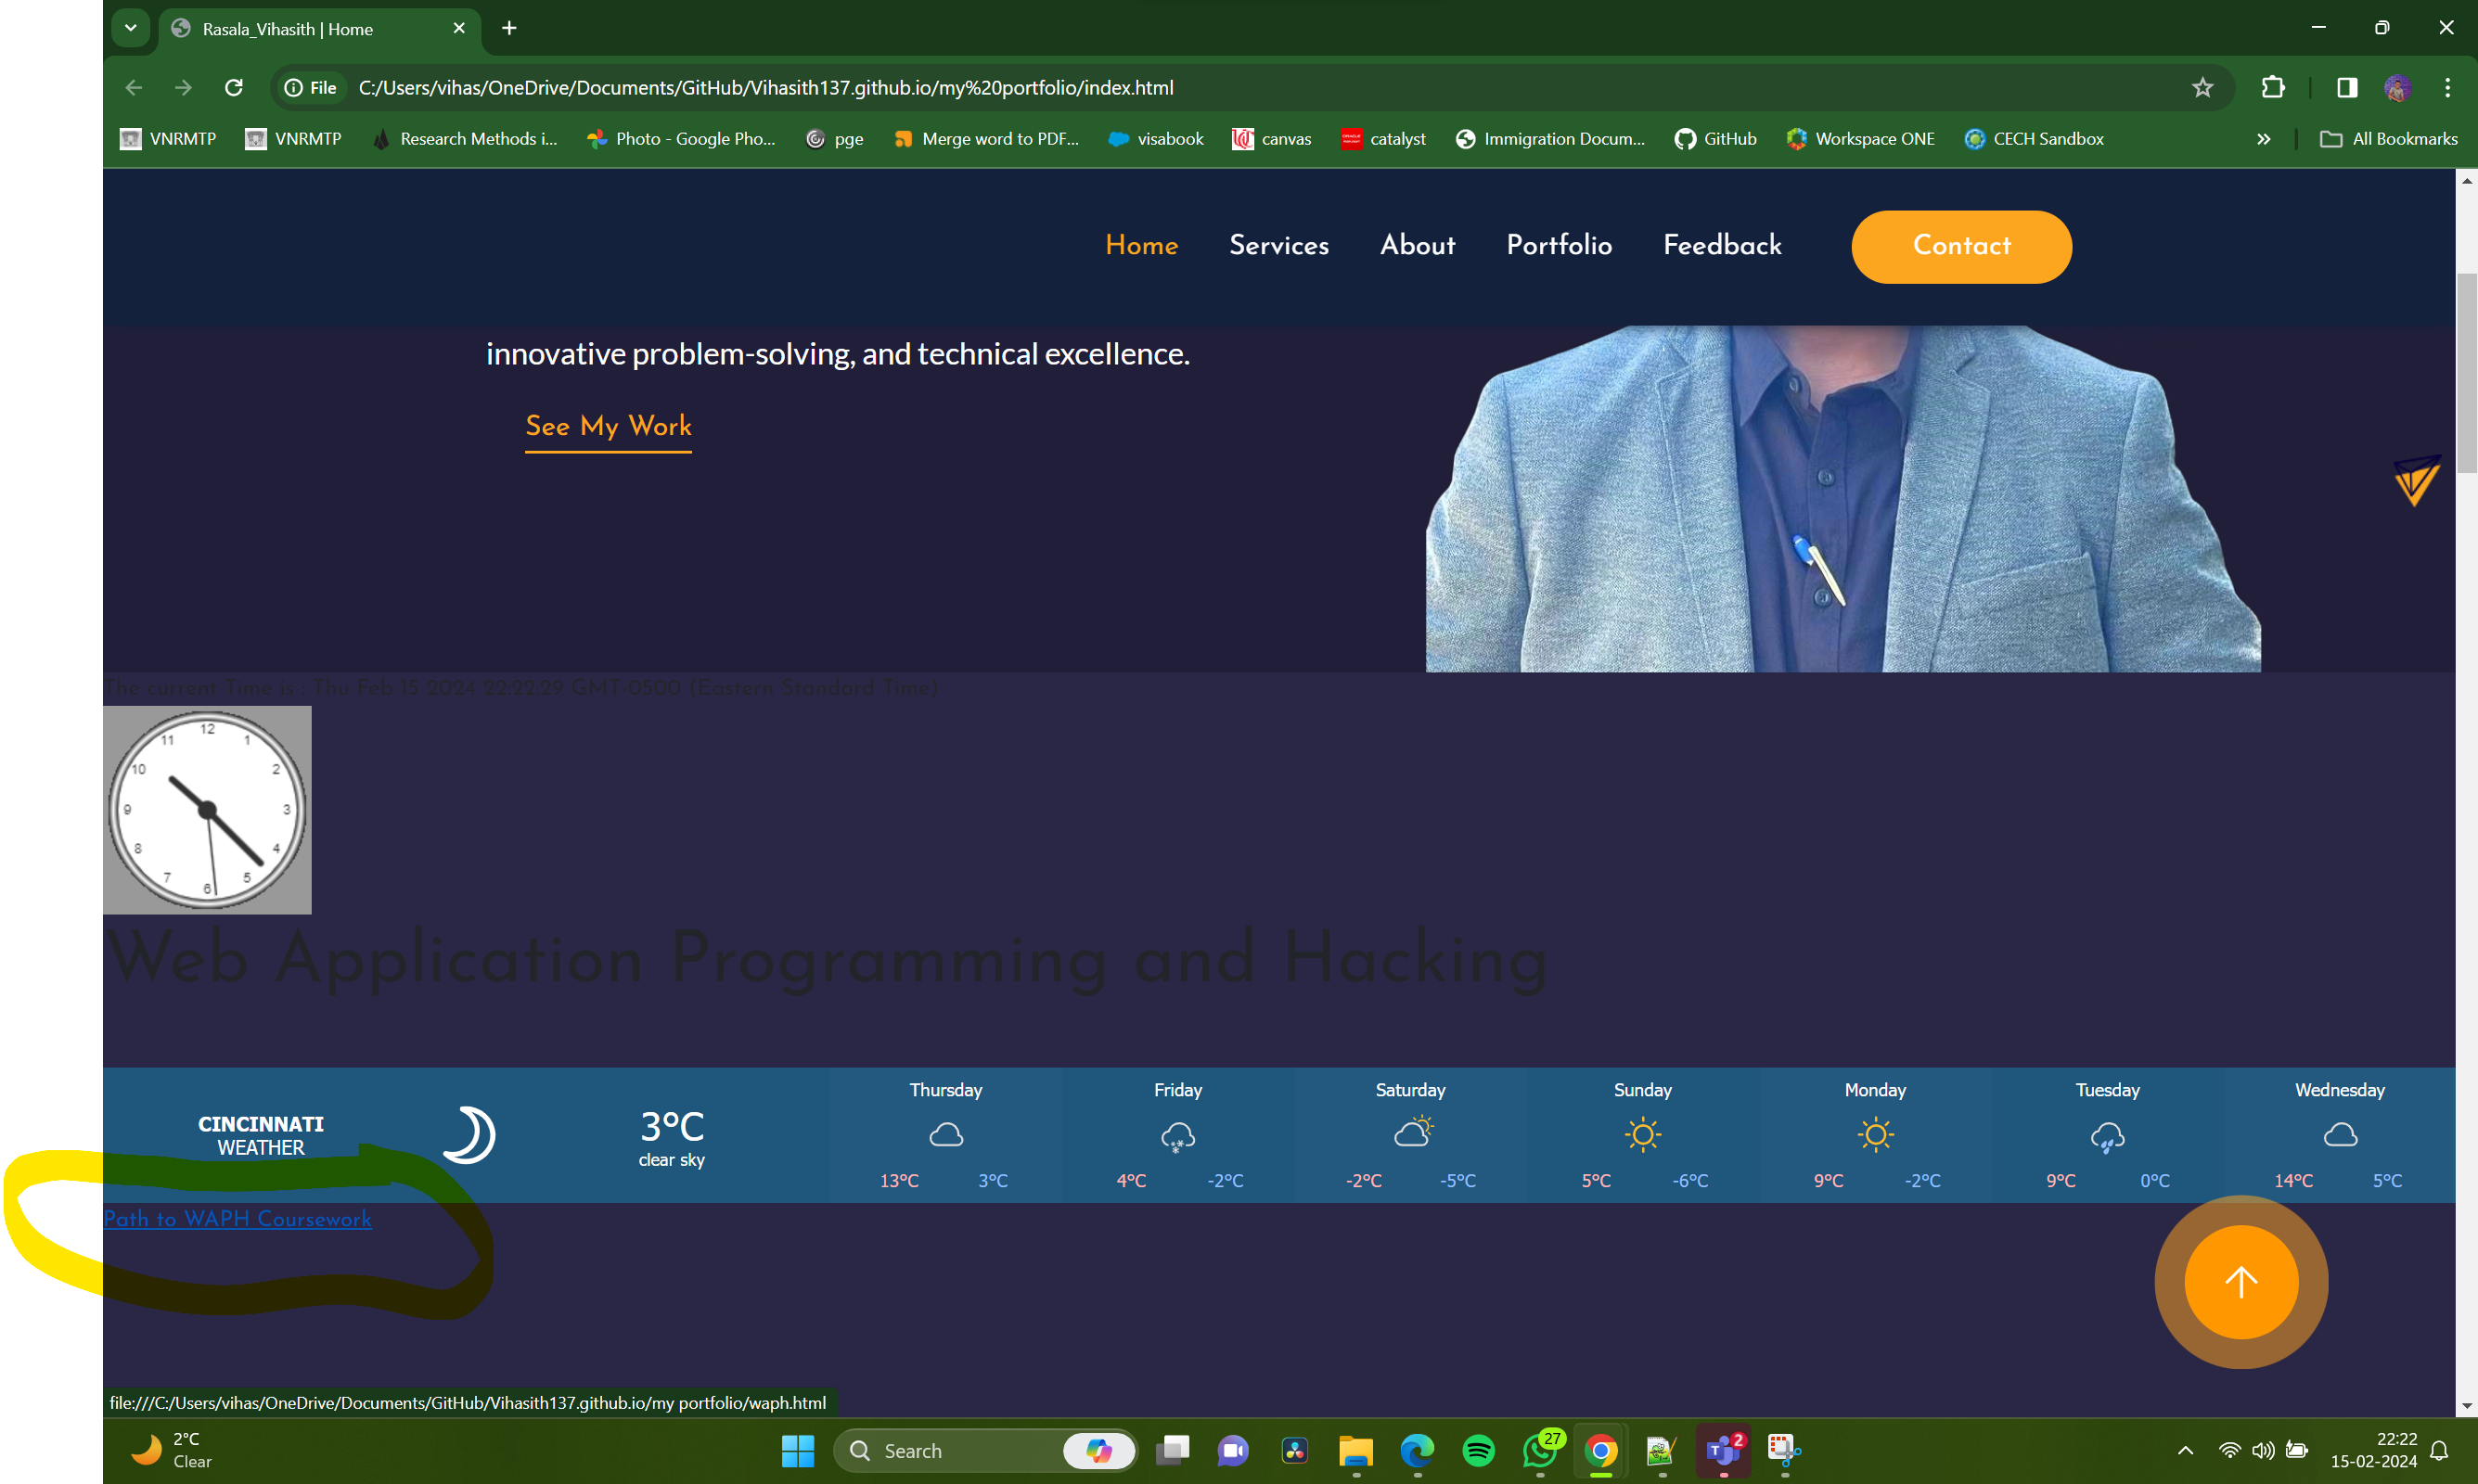 Rasala_Vihasith | Home
File C:/Users/vihas/OneDrive/Documents/GitHub/Vihasith137.github.io/my%20portfolio/index.html
VNRMTP VNRMTP Research Methods i... Photo - Google Pho... pge Merge word to PDF... visabook canvas catalyst Immigration Docum... GitHub Workspace ONE CECH Sandbox » All Bookmarks
Home Services About Portfolio Feedback Contact
innovative problem-solving, and technical excellence.
See My Work
The current Time is : Thu Feb 15 2024 22:22:29 GMT-0500 (Eastern Standard Time)
12
11 1
10 2
9 3
8 4
7 5
6
Web Application Programming and Hacking
Thursday Friday Saturday Sunday Monday Tuesday Wednesday
CINCINNATI
WEATHER
3°C
clear sky
13°C 3°C 4°C -2°C -2°C -5°C 5°C -6°C 9°C -2°C 9°C 0°C 14°C 5°C
Path to WAPH Coursework
file:///C:/Users/vihas/OneDrive/Documents/GitHub/Vihasith137.github.io/my portfolio/waph.html
2°C
Clear
Search
27
2
22:22
15-02-2024